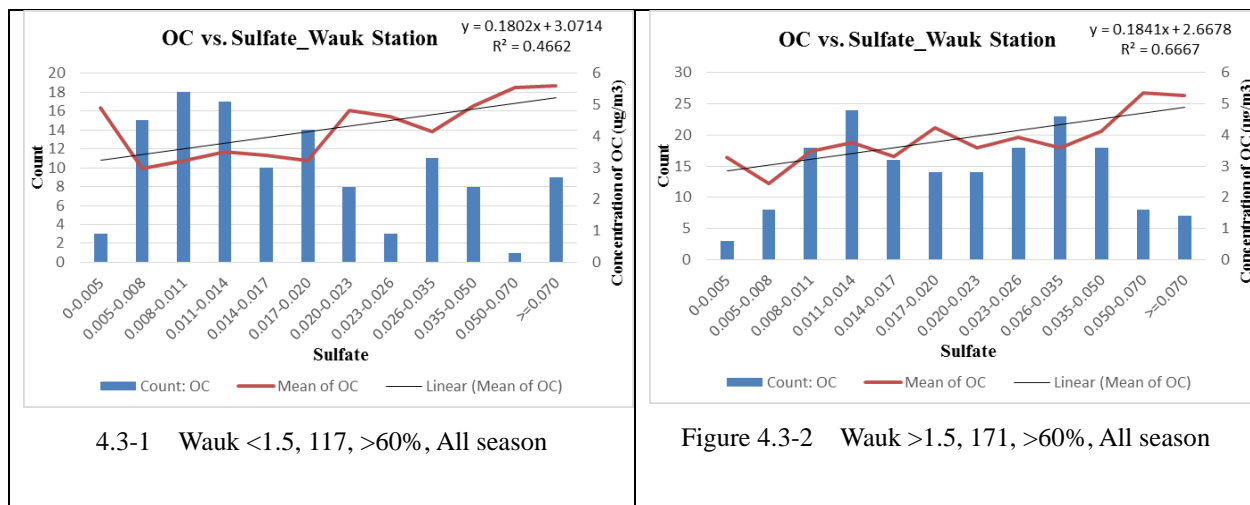 OC vs. Sulfate_Wauk Station
y = 0.1802x + 3.0714
R² = 0.4662
20
18
16
14
12
10
8
6
4
2
0
Count
6
5
4
3
2
1
0
Concentration of OC (ug/m3)
0-0.005
0.005-0.008
0.008-0.011
0.011-0.014
0.014-0.017
0.017-0.020
0.020-0.023
0.023-0.026
0.026-0.035
0.035-0.050
0.050-0.070
>=0.070
Sulfate
Count: OC
Mean of OC
Linear (Mean of OC)
4.3-1 Wauk <1.5, 117, >60%, All season
OC vs. Sulfate_Wauk Station
y = 0.1841x + 2.6678
R² = 0.6667
30
25
20
15
10
5
0
Count
6
5
4
3
2
1
0
Concentration of OC (ug/m3)
0-0.005
0.005-0.008
0.008-0.011
0.011-0.014
0.014-0.017
0.017-0.020
0.020-0.023
0.023-0.026
0.026-0.035
0.035-0.050
0.050-0.070
>=0.070
Sulfate
Count: OC
Mean of OC
Linear (Mean of OC)
Figure 4.3-2 Wauk >1.5, 171, >60%, All season